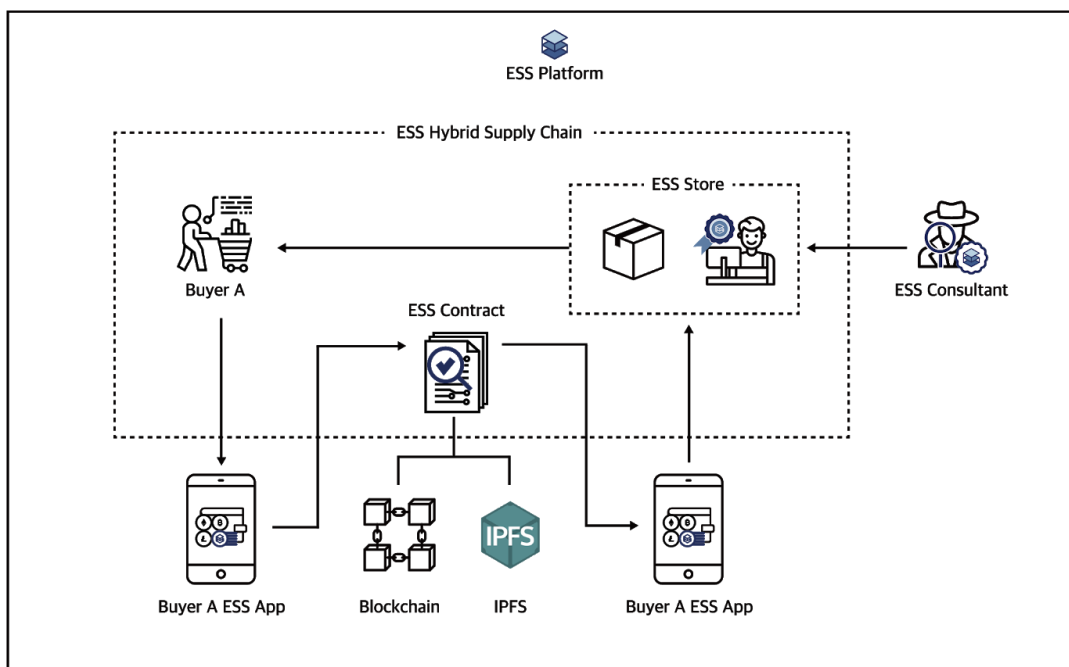 ESS Platform
ESS Hybrid Supply Chain
ESS Store
Buyer A
ESS Consultant
ESS Contract
IPFS
Buyer A ESS App
Blockchain
IPFS
Buyer A ESS App